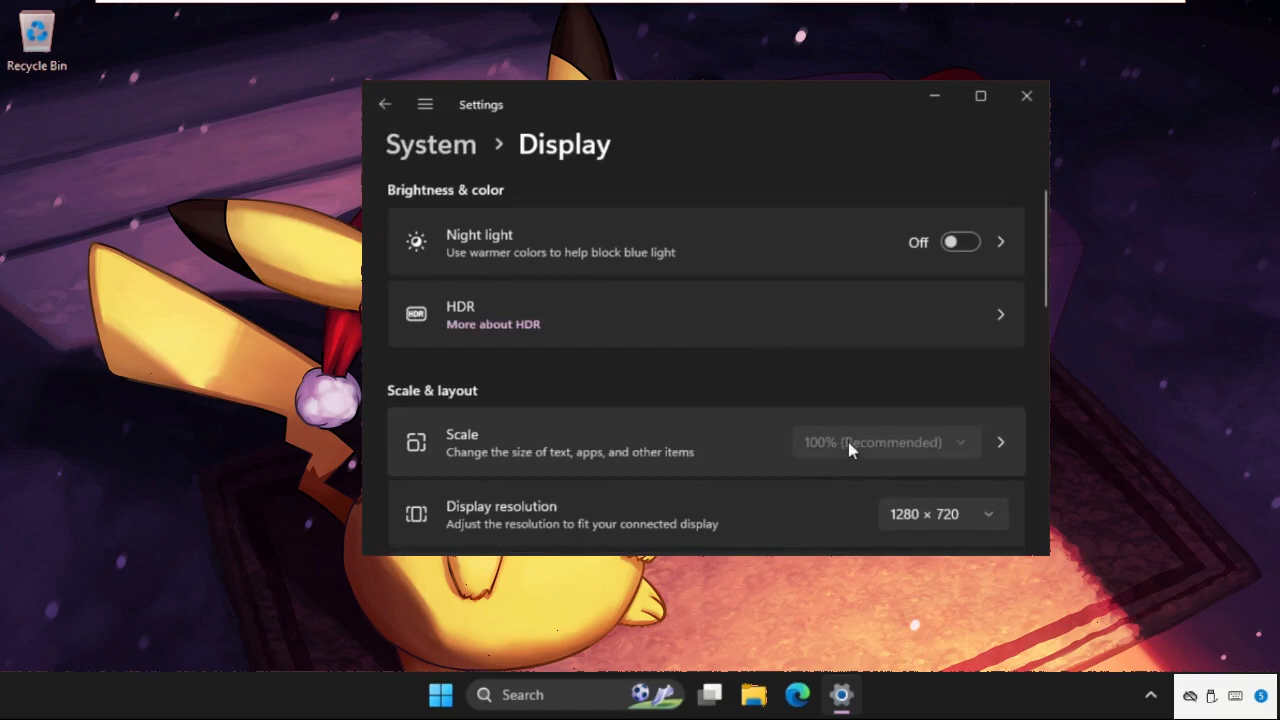 Recycle Bin
Settings
System > Display
Brightness & color
Night light
Use warmer colors to help block blue light
Off
HDR
HDR
More about HDR
Scale & layout
Scale
Change the size of text, apps, and other items
100% (Recommended)
Display resolution
Adjust the resolution to fit your connected display
1280 × 720
Search
5